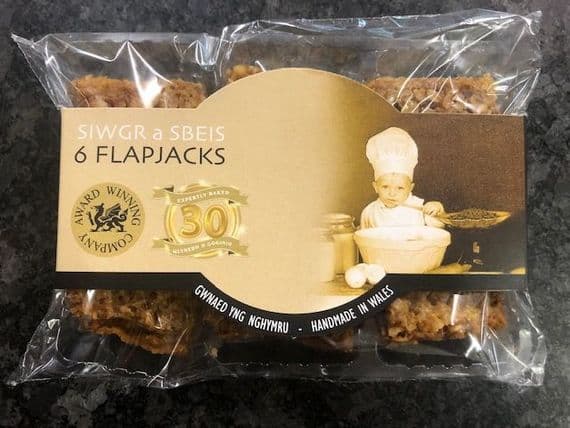 SIWGR a SBEIS
6 FLAPJACKS
AWARD WINNING
COMPANY
EXPERTLY BAKED
30
GWNAED YNG NGHYMRU - HANDMADE IN WALES